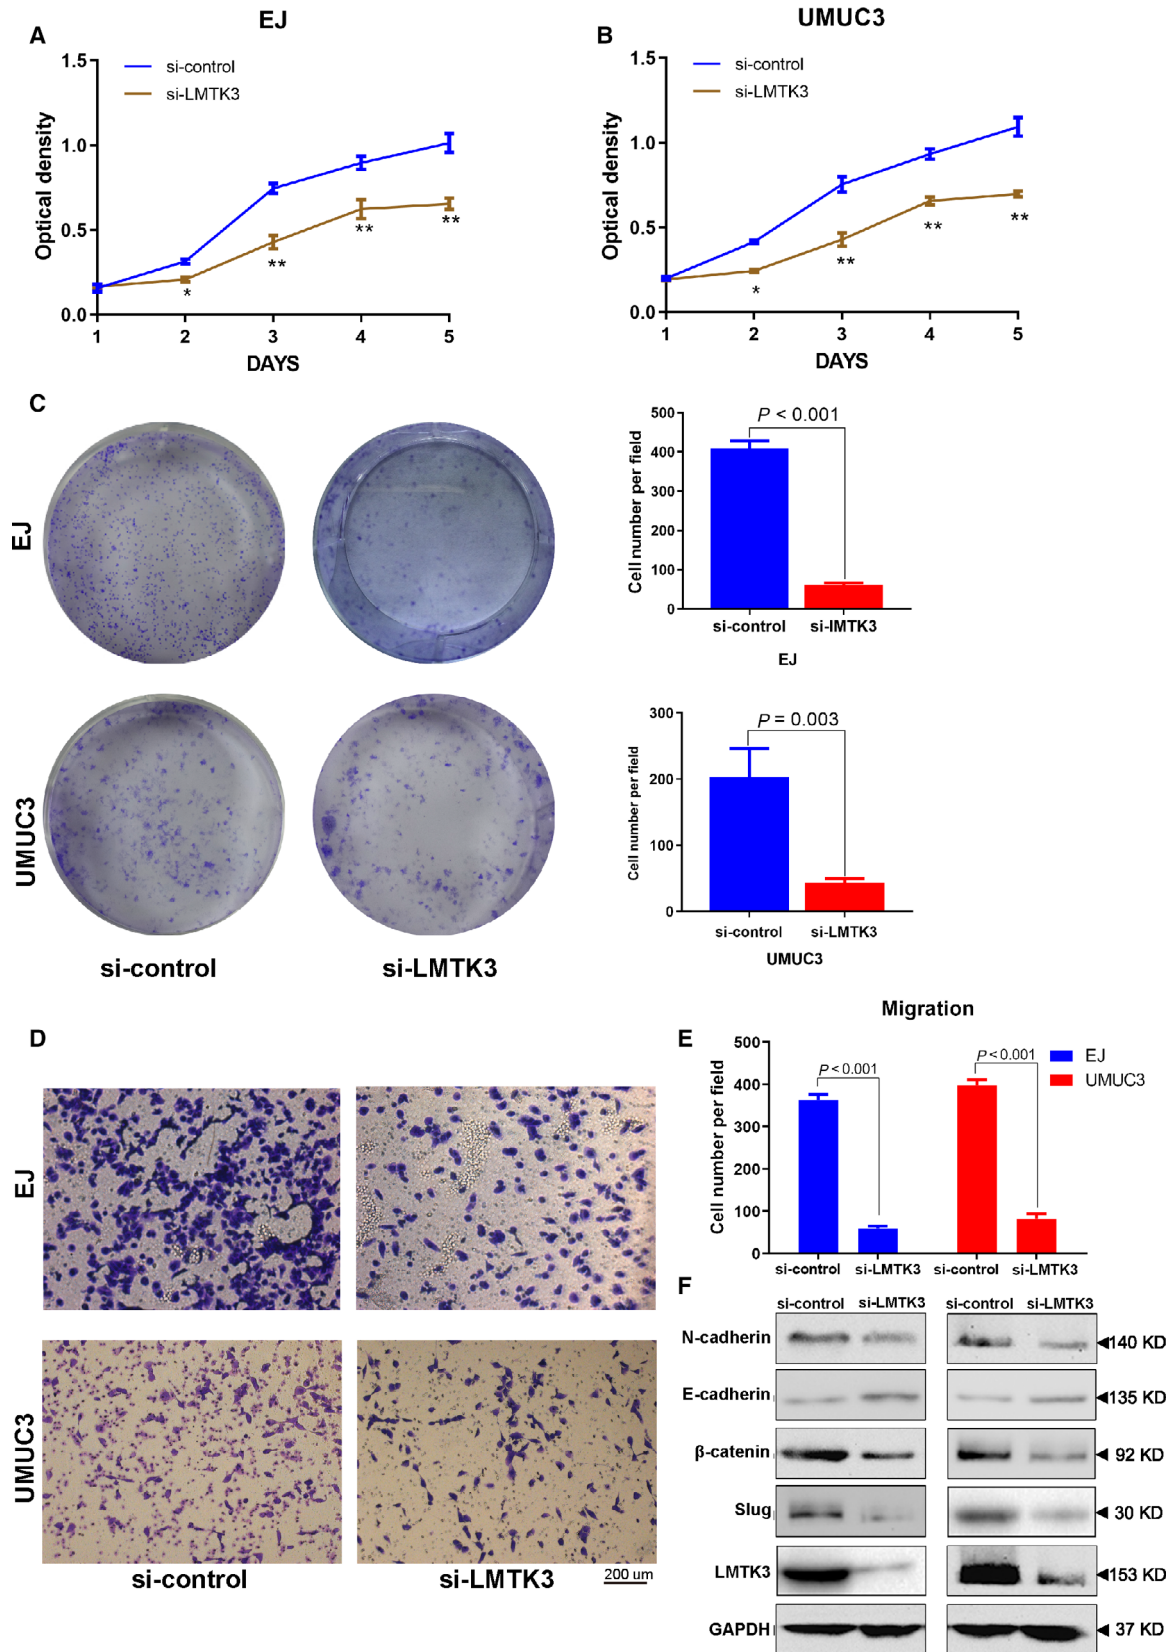 EJ
UMUC3
A
B
1.5
1.0
0.5
0.0
Optical density
si-control
si-LMTK3
*
**
**
**
1 2 3 4 5
DAYS
1.5
1.0
0.5
0.0
Optical density
si-control
si-LMTK3
*
**
**
**
1 2 3 4 5
DAYS
C
EJ
UMUC3
si-control si-LMTK3
500
400
300
200
100
0
Cell number per field
P < 0.001
si-control si-lMTK3
EJ
300
200
100
0
Cell number per field
P = 0.003
si-control si-LMTK3
UMUC3
D
EJ
UMUC3
si-control si-LMTK3
200 um
E
Migration
500
400
300
200
100
0
Cell number per field
P < 0.001
P < 0.001
EJ
UMUC3
si-control si-LMTK3 si-control si-LMTK3
F
si-control si-LMTK3 si-control si-LMTK3
N-cadherin 140 KD
E-cadherin 135 KD
β-catenin 92 KD
Slug 30 KD
LMTK3 153 KD
GAPDH 37 KD